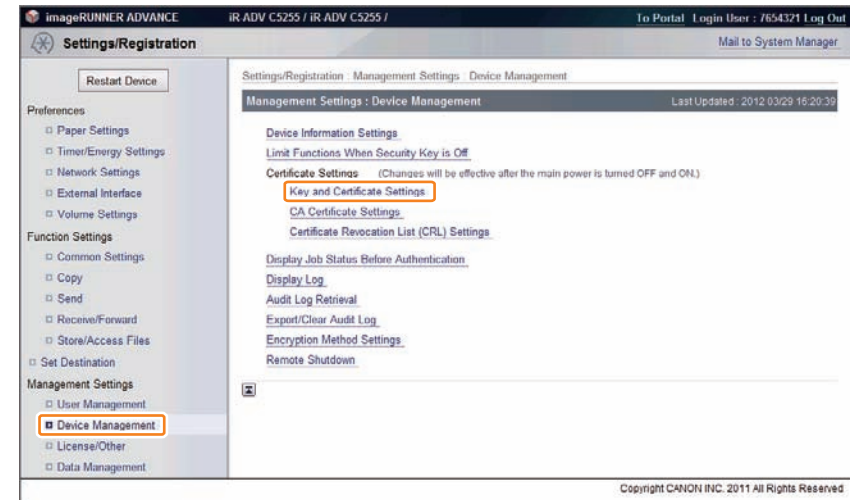 imageRUNNER ADVANCE iR-ADV C5255 / iR-ADV C5255 / To Portal Login User : 7654321 Log Out
Settings/Registration Mail to System Manager
Restart Device
Preferences
Paper Settings
Timer/Energy Settings
Network Settings
External Interface
Volume Settings
Function Settings
Common Settings
Copy
Send
Receive/Forward
Store/Access Files
Set Destination
Management Settings
User Management
Device Management
License/Other
Data Management
Settings/Registration : Management Settings : Device Management
Management Settings : Device Management Last Updated : 2012 03/29 16:20:39
Device Information Settings
Limit Functions When Security Key is Off
Certificate Settings (Changes will be effective after the main power is turned OFF and ON.)
Key and Certificate Settings
CA Certificate Settings
Certificate Revocation List (CRL) Settings
Display Job Status Before Authentication
Display Log
Audit Log Retrieval
Export/Clear Audit Log
Encryption Method Settings
Remote Shutdown
Copyright CANON INC. 2011 All Rights Reserved